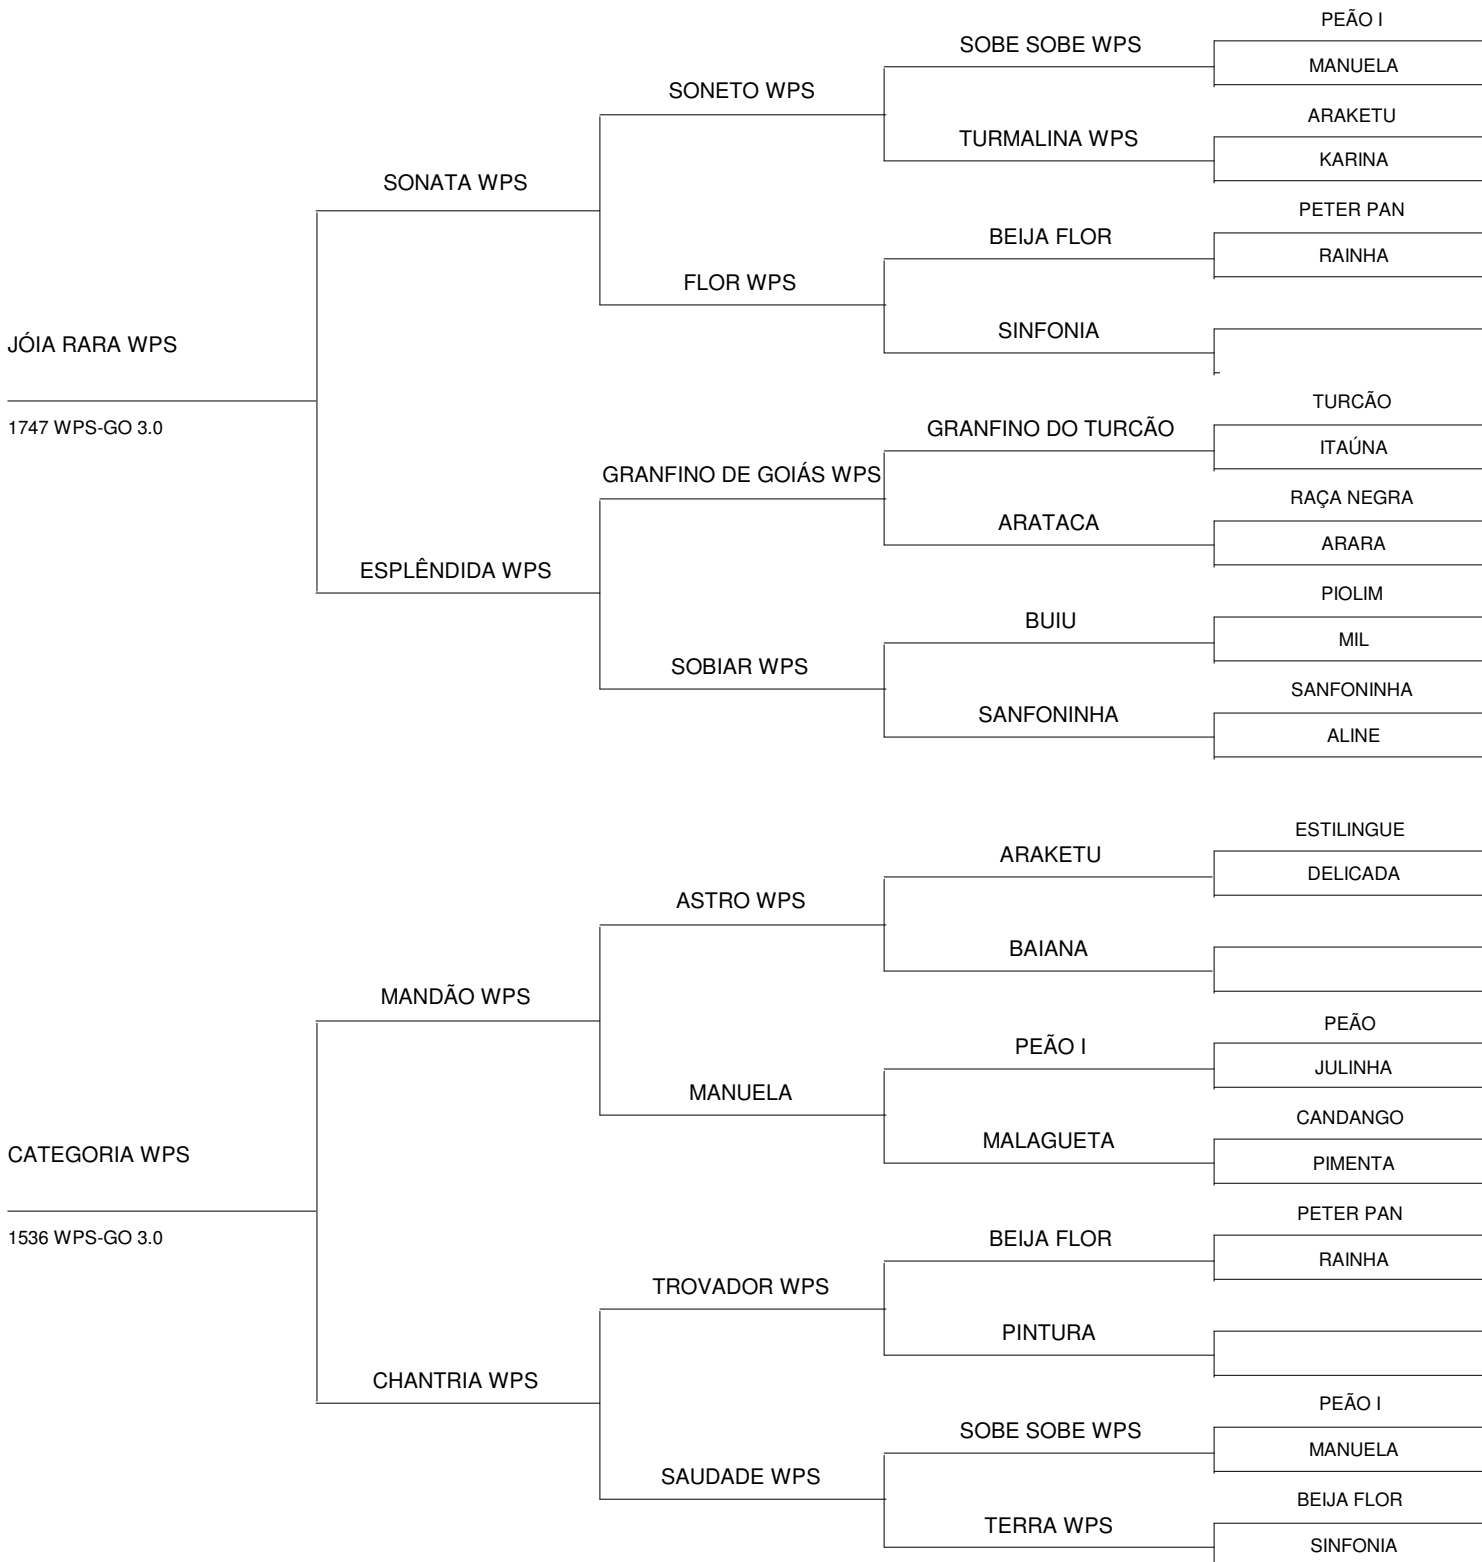 PEÃO I
SOBE SOBE WPS
MANUELA
SONETO WPS
ARAKETU
TURMALINA WPS
KARINA
SONATA WPS
PETER PAN
BEIJA FLOR
RAINHA
FLOR WPS
SINFONIA
JÓIA RARA WPS
TURCÃO
1747 WPS-GO 3.0
GRANFINO DO TURCÃO
ITAÚNA
GRANFINO DE GOIÁS WPS
RAÇA NEGRA
ARATACA
ARARA
ESPLÊNDIDA WPS
PIOLIM
BUIU
MIL
SOBIAR WPS
SANFONINHA
SANFONINHA
ALINE
ESTILINGUE
ARAKETU
DELICADA
ASTRO WPS
BAIANA
MANDÃO WPS
PEÃO
PEÃO I
JULINHA
MANUELA
CANDANGO
MALAGUETA
CATEGORIA WPS
PIMENTA
PETER PAN
1536 WPS-GO 3.0
BEIJA FLOR
RAINHA
TROVADOR WPS
PINTURA
CHANTRIA WPS
PEÃO I
SOBE SOBE WPS
MANUELA
SAUDADE WPS
BEIJA FLOR
TERRA WPS
SINFONIA